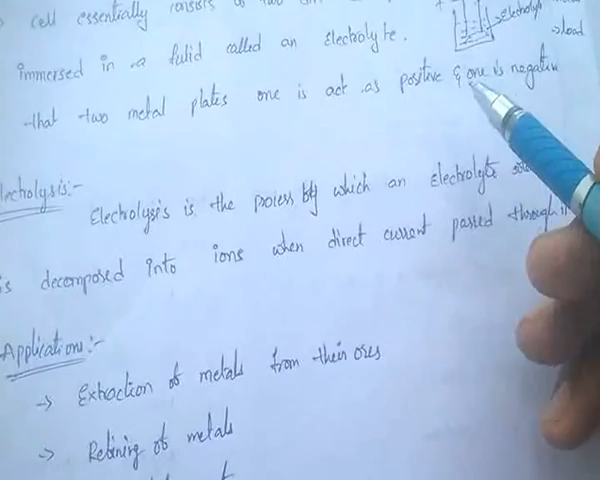 cell essentially consists of two
electrolyte
→load
immersed in a fulid called an Electrolyte.
that two metal plates one is act as positive & one is negative
Electrolysis:-
Electrolysis is the process by which an electrolyte
is decomposed into ions when direct current passed through it
Applications:-
→ Extraction of metals from their ores
→ Refining of metals